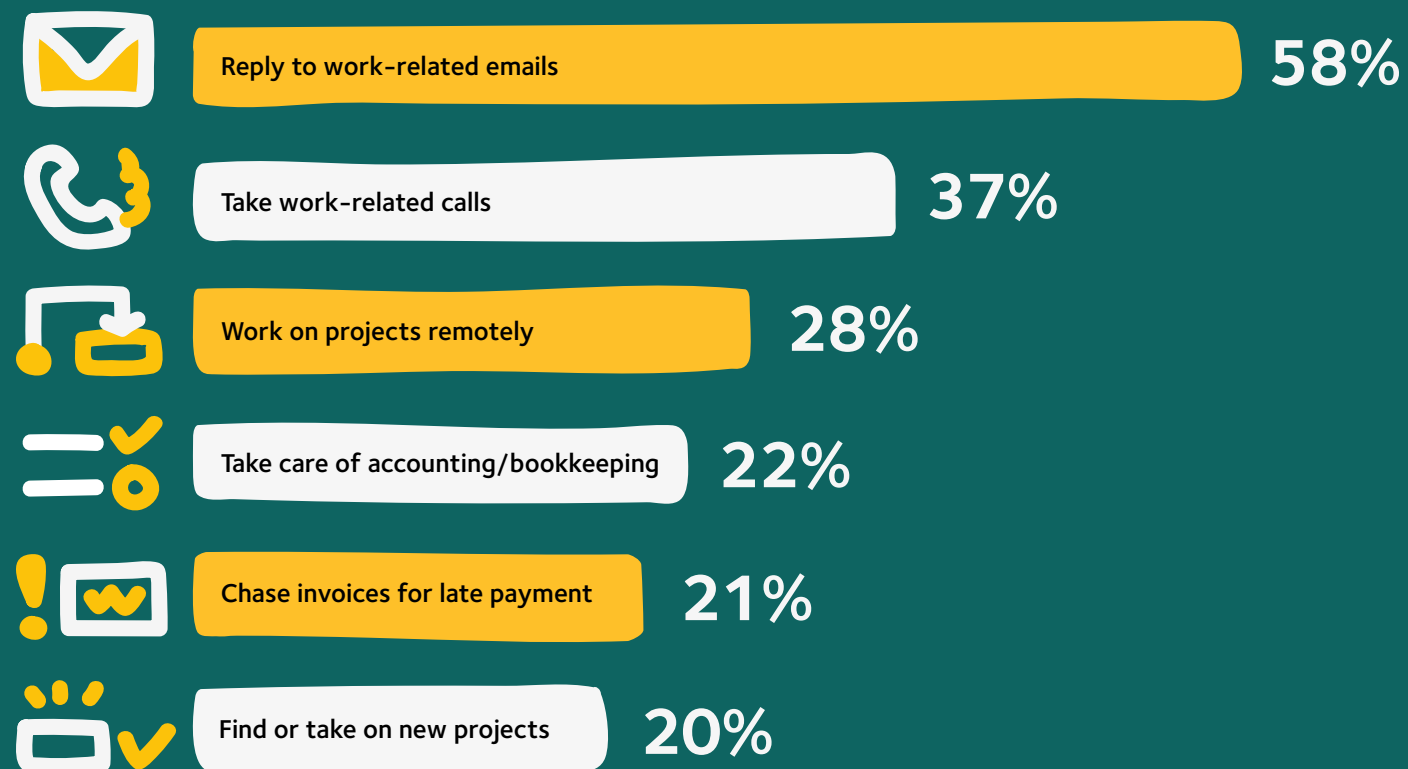 Reply to work-related emails 58%
Take work-related calls 37%
Work on projects remotely 28%
Take care of accounting/bookkeeping 22%
Chase invoices for late payment 21%
Find or take on new projects 20%